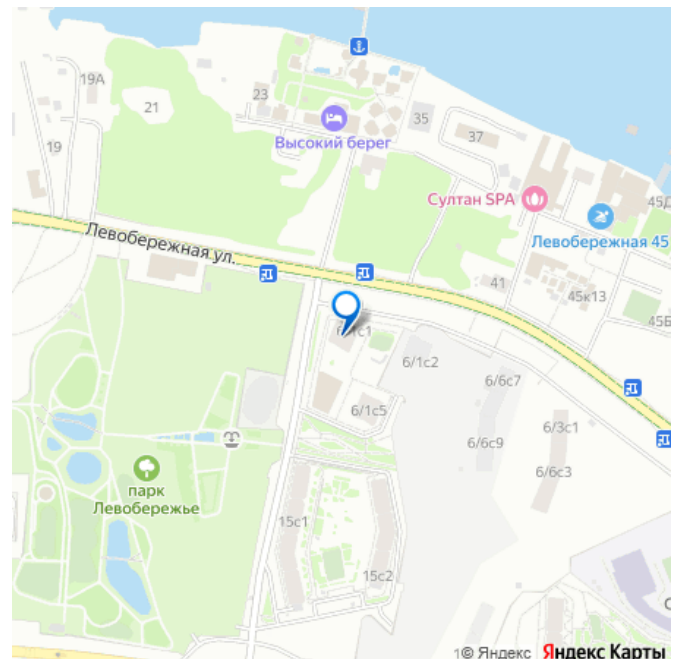 19А
21
23
19
Высокий берег
35
37
Султан SPA
45Д
Левобережная 45
Левобережная ул.
41
45к13
45Б
6/1с1
6/1с2
6/6с7
6/1с5
6/6с9
6/3с1
6/6с3
парк
Левобережье
15с1
15с2
© Яндекс Яндекс Карты